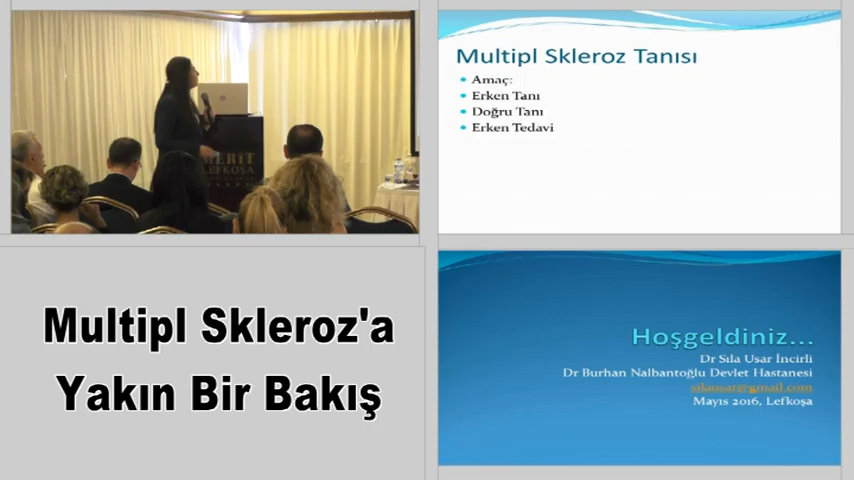 MERİT
LEFKOŞA
Multipl Skleroz Tanısı
Amaç:
Erken Tanı
Doğru Tanı
Erken Tedavi
Multipl Skleroz'a
Yakın Bir Bakış
Hoşgeldiniz...
Dr Sıla Usar İncirli
Dr Burhan Nalbantoğlu Devlet Hastanesi
silausar@gmail.com
Mayıs 2016, Lefkoşa